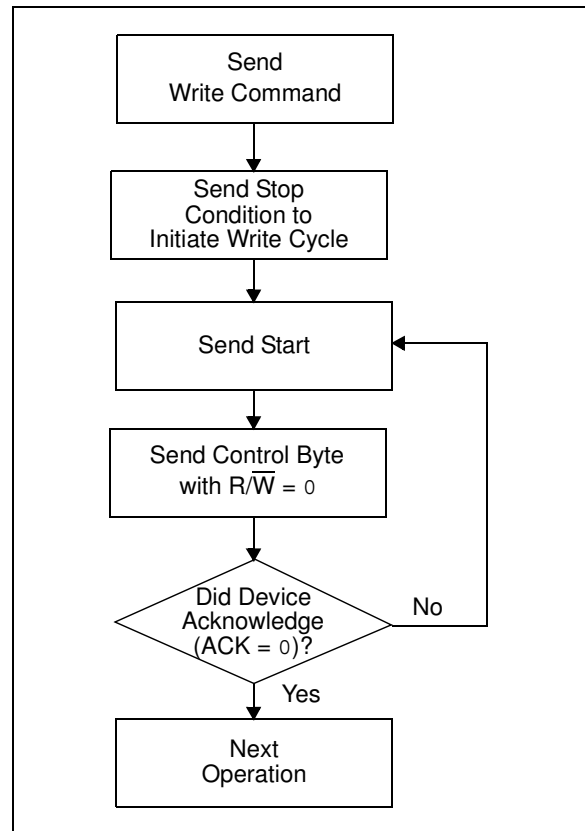 Send
Write Command
Send Stop
Condition to
Initiate Write Cycle
Send Start
Send Control Byte
with R/W̅ = 0
Did Device
Acknowledge
(ACK = 0)?
No
Yes
Next
Operation